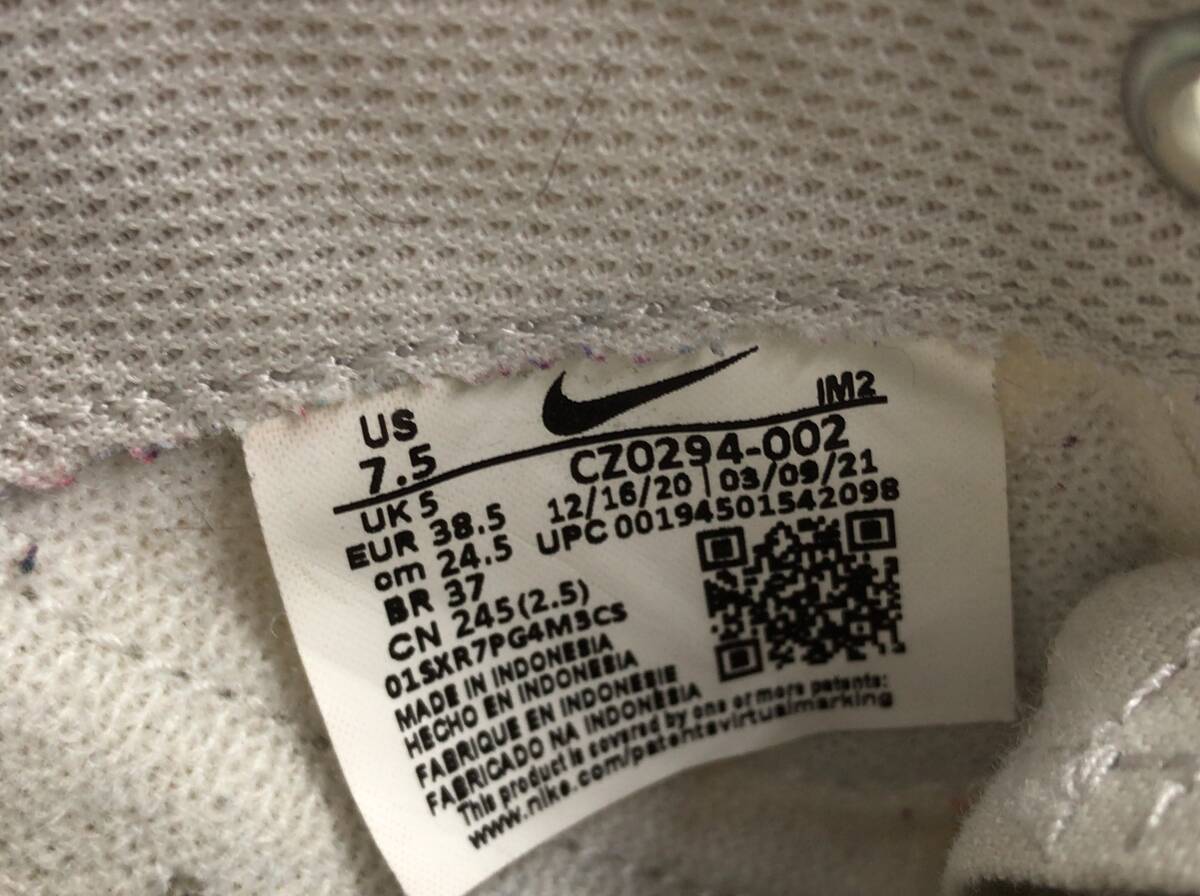 US
7.5
IM2
UK 5
EUR 38.5
cm 24.5
BR 37
CN 245(2.5)
CZ0294-002
12/16/20 | 03/09/21
UPC 00194501542098
01SXR7PG4M3CS
MADE IN INDONESIA
HECHO EN INDONESIA
FABRIQUE EN INDONESIE
FABRICADO NA INDONÉSIA
This product is covered by one or more patents:
www.nike.com/patentsvirtualmarking